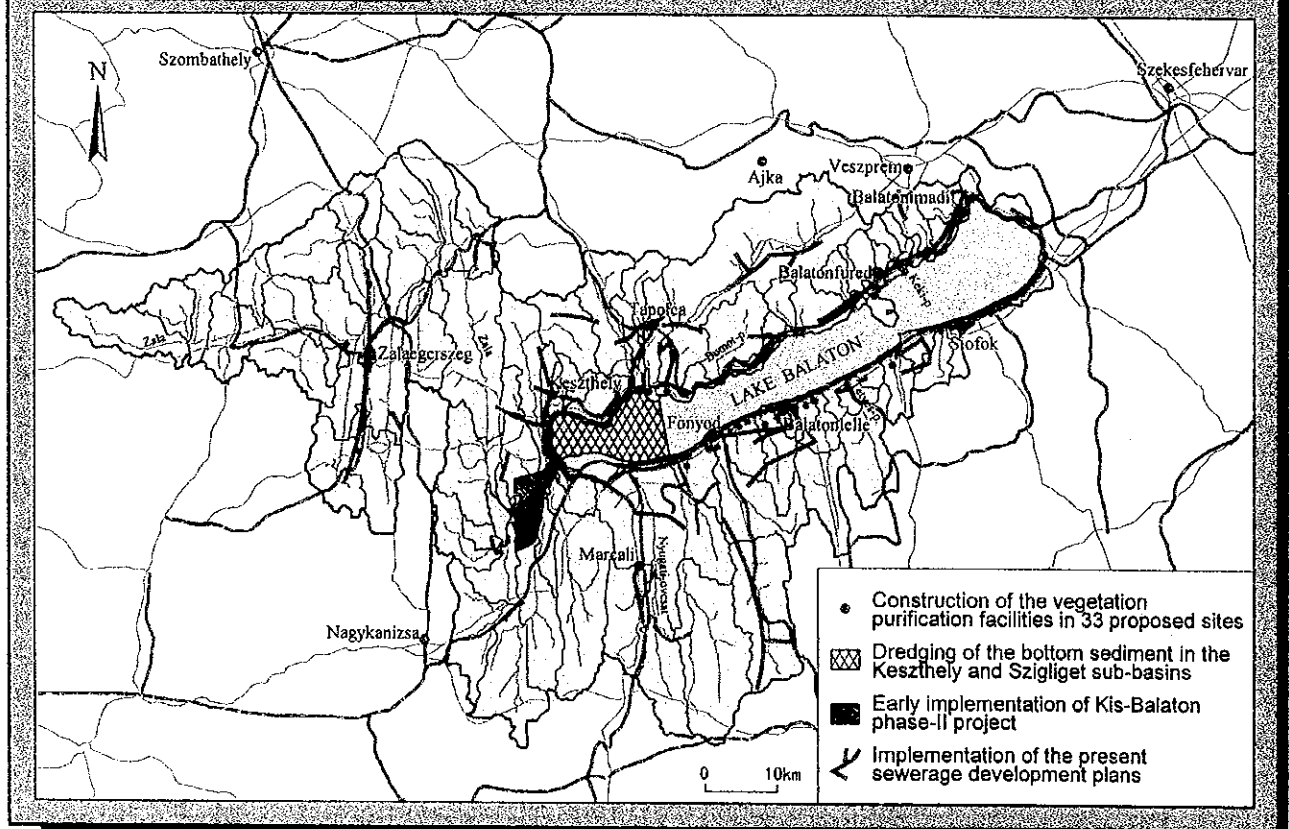 Szombathely
N
Szekesfehervar
Ajka
Veszprem
Balatonlmadi
Balatonfured
Tapolca
Zala
Zala
Zalaegerszeg
Keszthely
LAKE BALATON
Siofok
Fonyod
Balatonlelle
Marcali
Nagykanizsa
0 10km
Construction of the vegetation
purification facilities in 33 proposed sites
Dredging of the bottom sediment in the
Keszthely and Szigliget sub-basins
Early implementation of Kis-Balaton
phase-II project
Implementation of the present
sewerage development plans